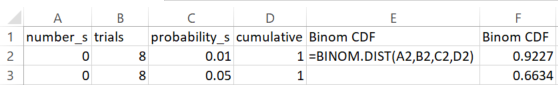 A B C D E F
1 number_s trials probability_s cumulative Binom CDF Binom CDF
2 0 8 0.01 1 =BINOM.DIST(A2,B2,C2,D2) 0.9227
3 0 8 0.05 1 0.6634